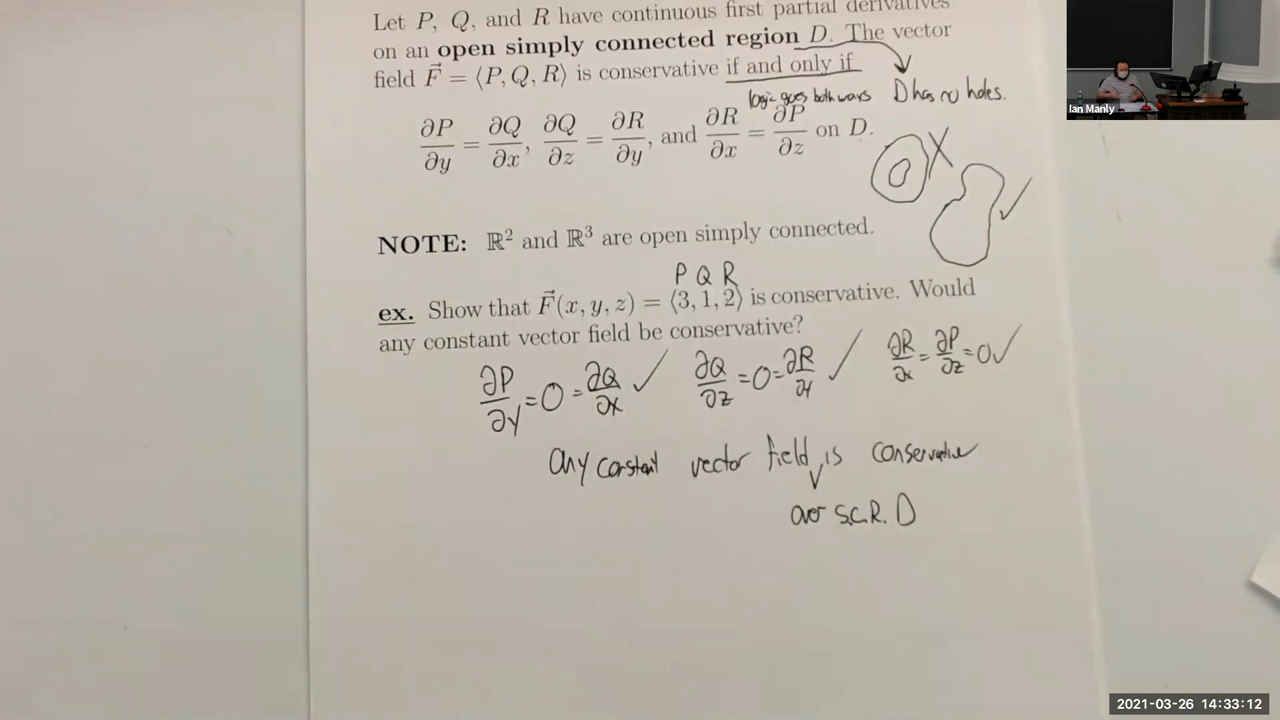 Let P, Q, and R have continuous first partial derivatives
on an open simply connected region D. The vector
field F⃗ = ⟨P, Q, R⟩ is conservative if and only if
logic goes both ways
D has no holes.
∂P/∂y = ∂Q/∂x, ∂Q/∂z = ∂R/∂y, and ∂R/∂x = ∂P/∂z on D.
X ✓
NOTE: ℝ² and ℝ³ are open simply connected.
P Q R
ex. Show that F⃗(x, y, z) = ⟨3, 1, 2⟩ is conservative. Would
any constant vector field be conservative?
∂P/∂y = 0 = ∂Q/∂x ✓ ∂Q/∂z = 0 = ∂R/∂y ✓ ∂R/∂x = ∂P/∂z = 0 ✓
any constant vector field is conservative
over S.C.R. D
Ian Manly
2021-03-26 14:33:12